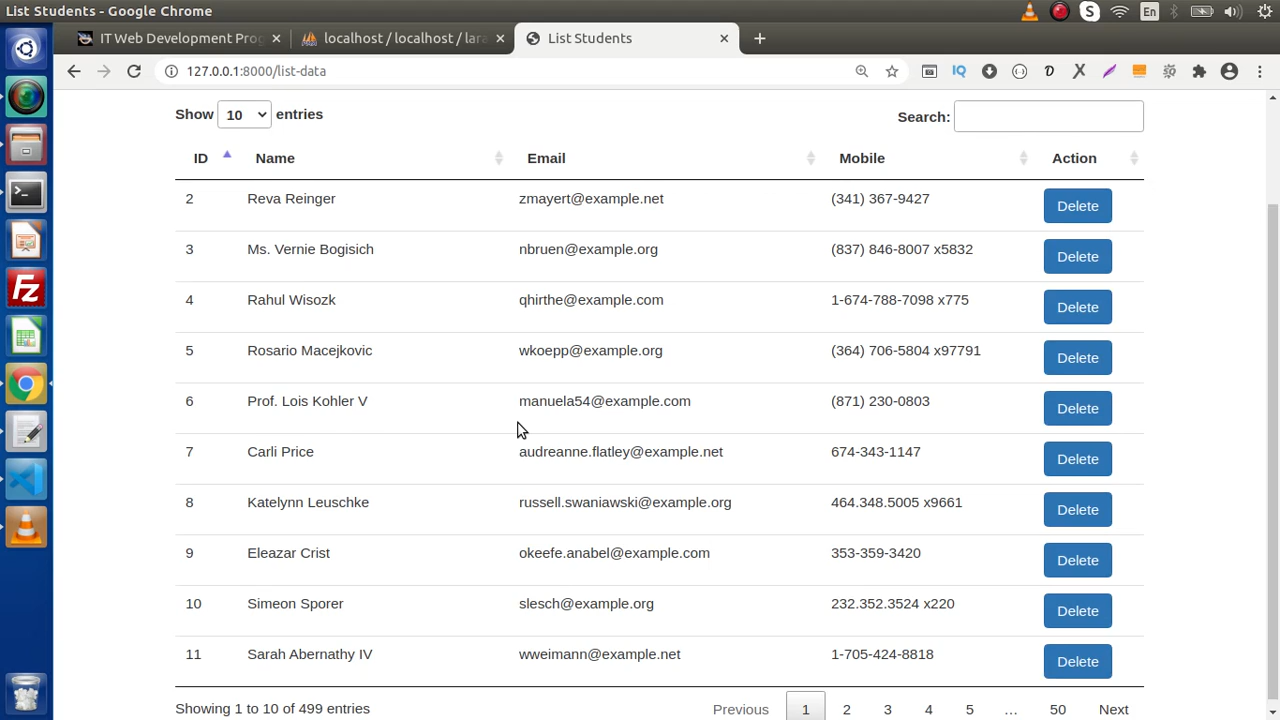 List Students - Google Chrome
En
IT Web Development Prog
localhost / localhost / lara
List Students
127.0.0.1:8000/list-data
Show 10 entries
Search:
ID Name Email Mobile Action
2 Reva Reinger zmayert@example.net (341) 367-9427 Delete
3 Ms. Vernie Bogisich nbruen@example.org (837) 846-8007 x5832 Delete
4 Rahul Wisozk qhirthe@example.com 1-674-788-7098 x775 Delete
5 Rosario Macejkovic wkoepp@example.org (364) 706-5804 x97791 Delete
6 Prof. Lois Kohler V manuela54@example.com (871) 230-0803 Delete
7 Carli Price audreanne.flatley@example.net 674-343-1147 Delete
8 Katelynn Leuschke russell.swaniawski@example.org 464.348.5005 x9661 Delete
9 Eleazar Crist okeefe.anabel@example.com 353-359-3420 Delete
10 Simeon Sporer slesch@example.org 232.352.3524 x220 Delete
11 Sarah Abernathy IV wweimann@example.net 1-705-424-8818 Delete
Showing 1 to 10 of 499 entries
Previous 1 2 3 4 5 … 50 Next